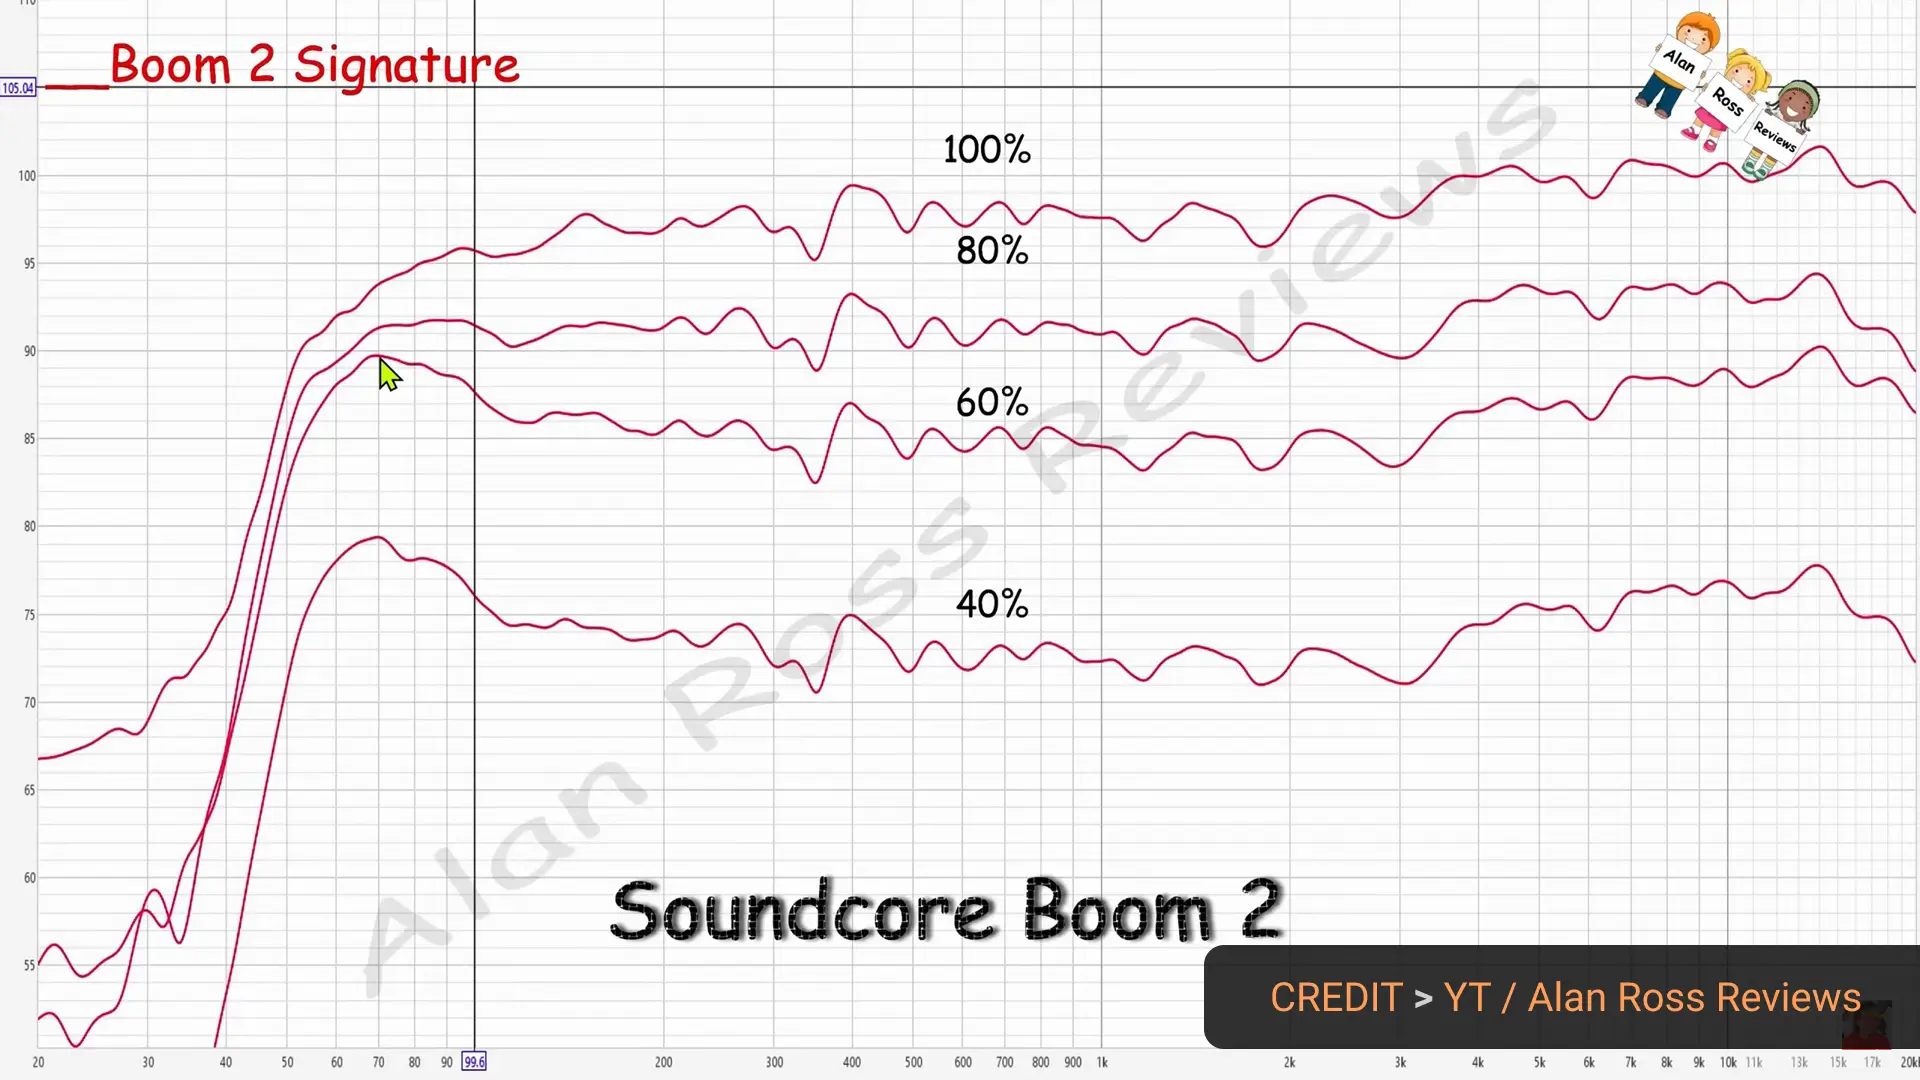 110
Boom 2 Signature
105.04
Alan
Ross
Reviews
100%
100
80%
95
90
60%
85
80
40%
75
70
65
60
55
Alan Ross Reviews
Soundcore Boom 2
CREDIT > YT / Alan Ross Reviews
20 30 40 50 60 70 80 90 99.6 200 300 400 500 600 700 800 900 1k 2k 3k 4k 5k 6k 7k 8k 9k 10k 11k 13k 15k 17k